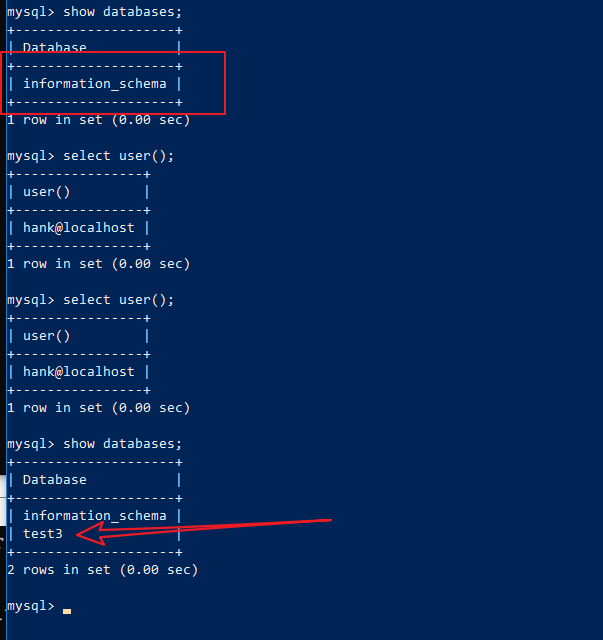 mysql> show databases;
+--------------------+
| Database           |
+--------------------+
| information_schema |
+--------------------+
1 row in set (0.00 sec)
mysql> select user();
+----------------+
| user()         |
+----------------+
| hank@localhost |
+----------------+
1 row in set (0.00 sec)
mysql> select user();
+----------------+
| user()         |
+----------------+
| hank@localhost |
+----------------+
1 row in set (0.00 sec)
mysql> show databases;
+--------------------+
| Database           |
+--------------------+
| information_schema |
| test3              |
+--------------------+
2 rows in set (0.00 sec)
mysql>